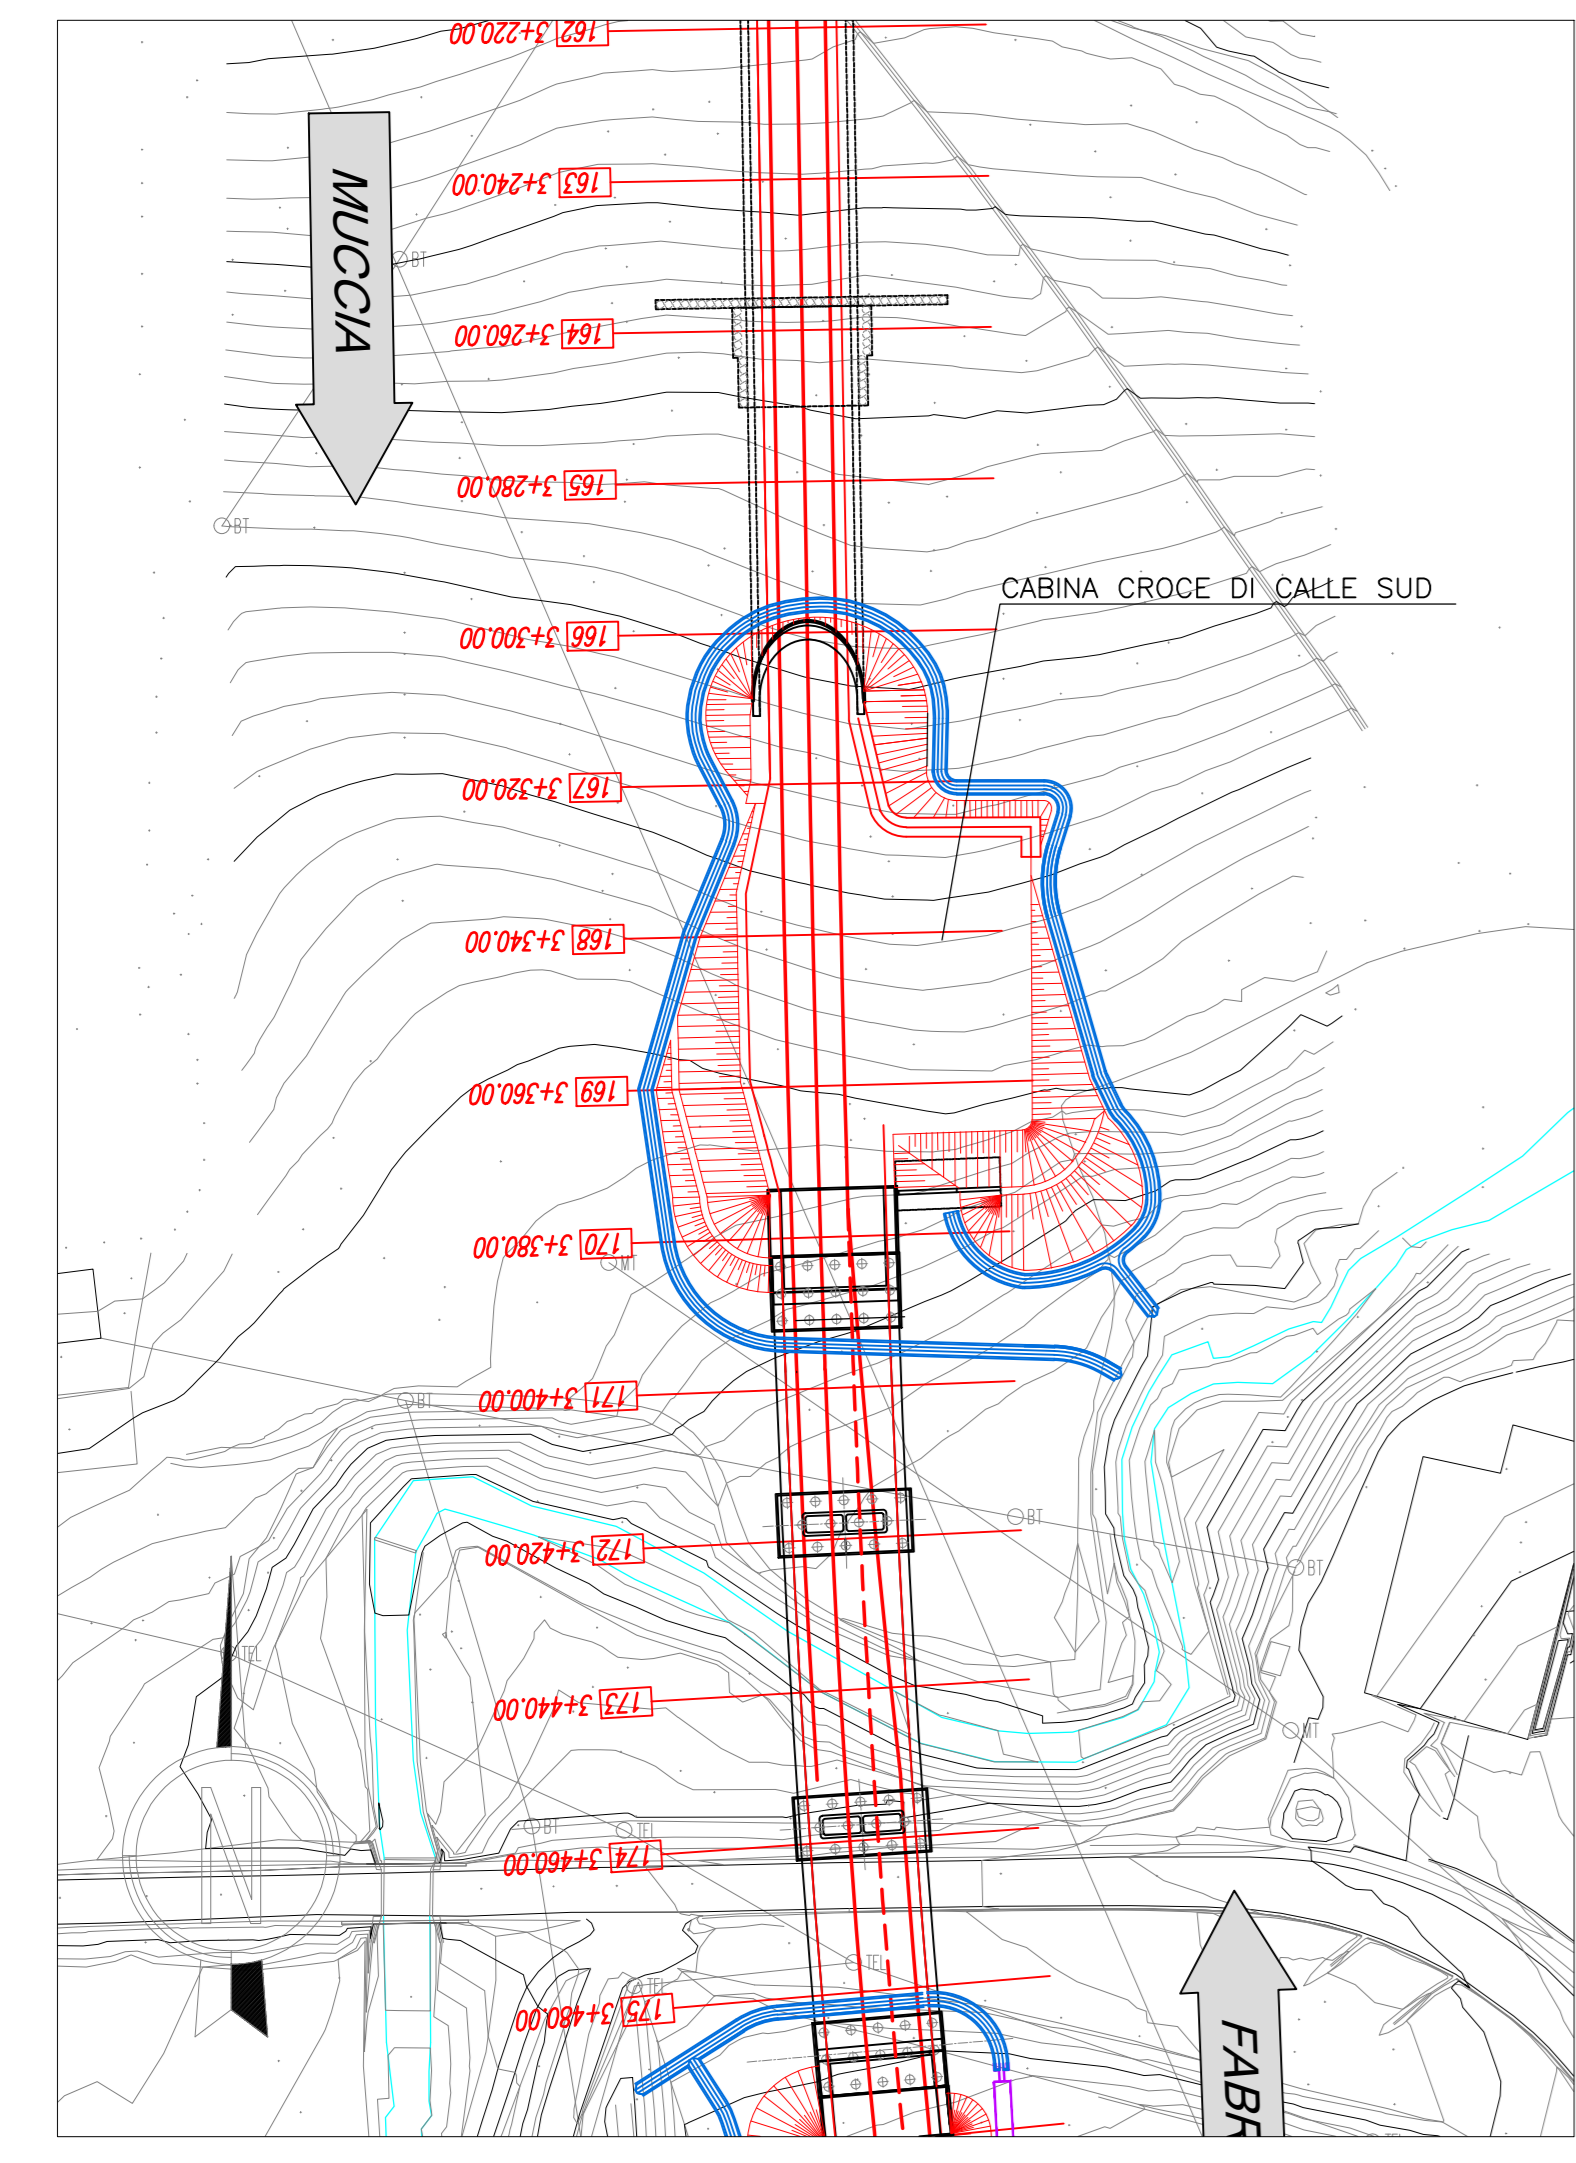 162 3+220.00
MUCCIA
163 3+240.00
BT
164 3+260.00
165 3+280.00
BT
CABINA CROCE DI CALLE SUD
166 3+300.00
167 3+320.00
168 3+340.00
169 3+360.00
170 3+380.00
MT
171 3+400.00
BT
BT
172 3+420.00
BT
TEL
173 3+440.00
MT
N
BT
TEL
174 3+460.00
TEL
TEL
175 3+480.00
FABR
TEL